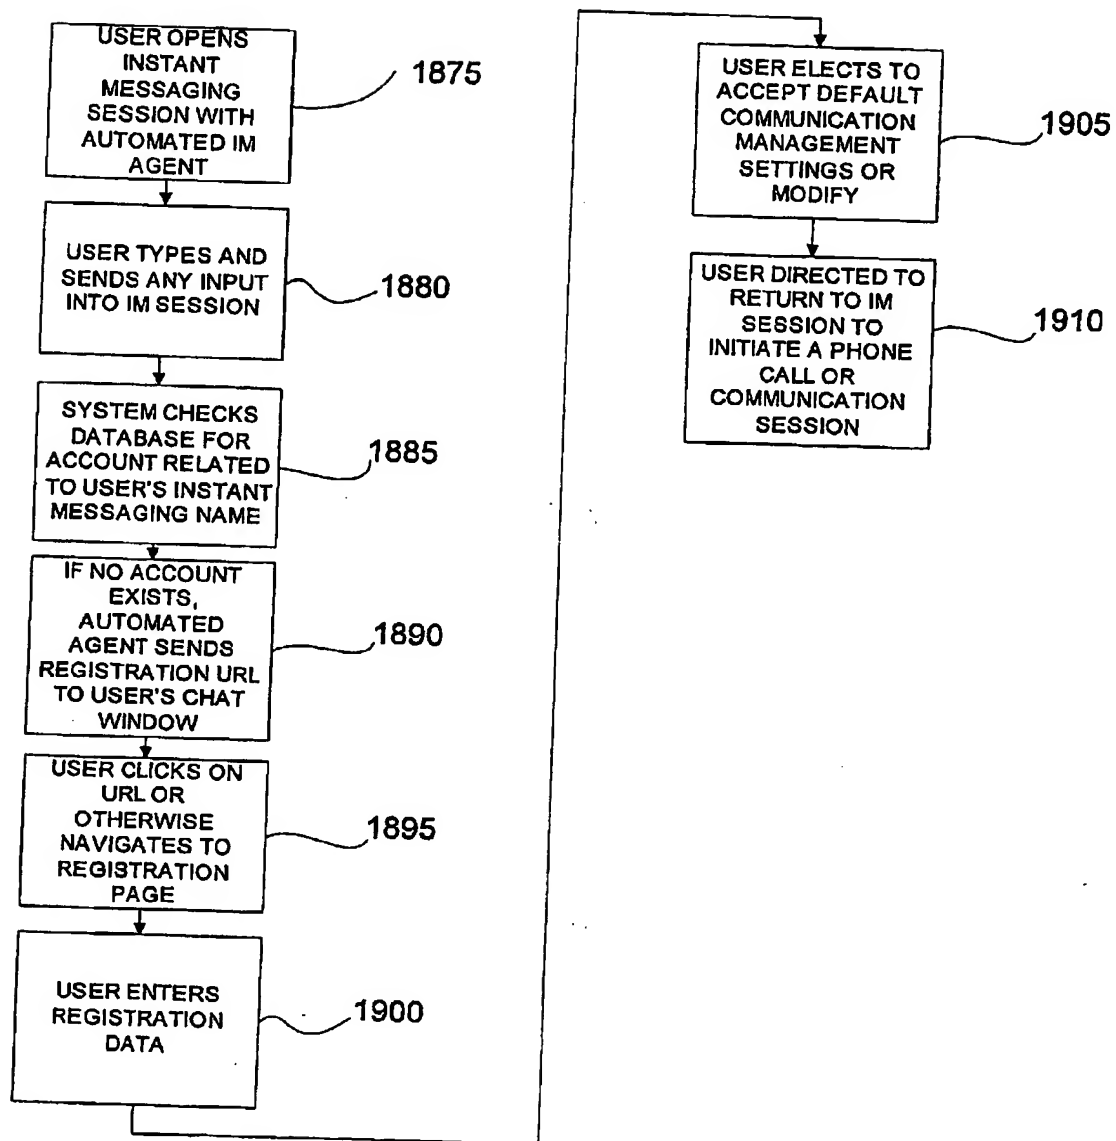 USER OPENS
INSTANT
MESSAGING
SESSION WITH
AUTOMATED IM
AGENT
1875
USER TYPES AND
SENDS ANY INPUT
INTO IM SESSION
1880
SYSTEM CHECKS
DATABASE FOR
ACCOUNT RELATED
TO USER'S INSTANT
MESSAGING NAME
1885
IF NO ACCOUNT
EXISTS,
AUTOMATED
AGENT SENDS
REGISTRATION URL
TO USER'S CHAT
WINDOW
1890
USER CLICKS ON
URL OR
OTHERWISE
NAVIGATES TO
REGISTRATION
PAGE
1895
USER ENTERS
REGISTRATION
DATA
1900
USER ELECTS TO
ACCEPT DEFAULT
COMMUNICATION
MANAGEMENT
SETTINGS OR
MODIFY
1905
USER DIRECTED TO
RETURN TO IM
SESSION TO
INITIATE A PHONE
CALL OR
COMMUNICATION
SESSION
1910